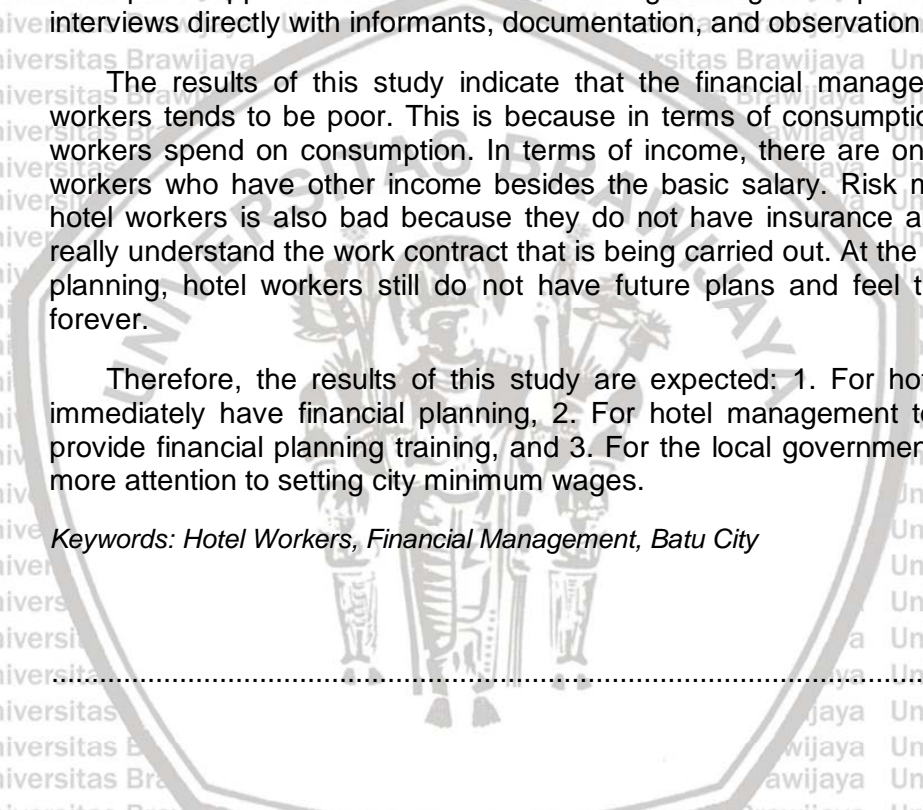 interviews directly with informants, documentation, and observation
The results of this study indicate that the financial manage
workers tends to be poor. This is because in terms of consumptio
workers spend on consumption. In terms of income, there are on
workers who have other income besides the basic salary. Risk m
hotel workers is also bad because they do not have insurance a
really understand the work contract that is being carried out. At the
planning, hotel workers still do not have future plans and feel t
forever.
Therefore, the results of this study are expected: 1. For ho
immediately have financial planning, 2. For hotel management t
provide financial planning training, and 3. For the local governmen
more attention to setting city minimum wages.
Keywords: Hotel Workers, Financial Management, Batu City
UNIVERSITAS BRAWIJAYA